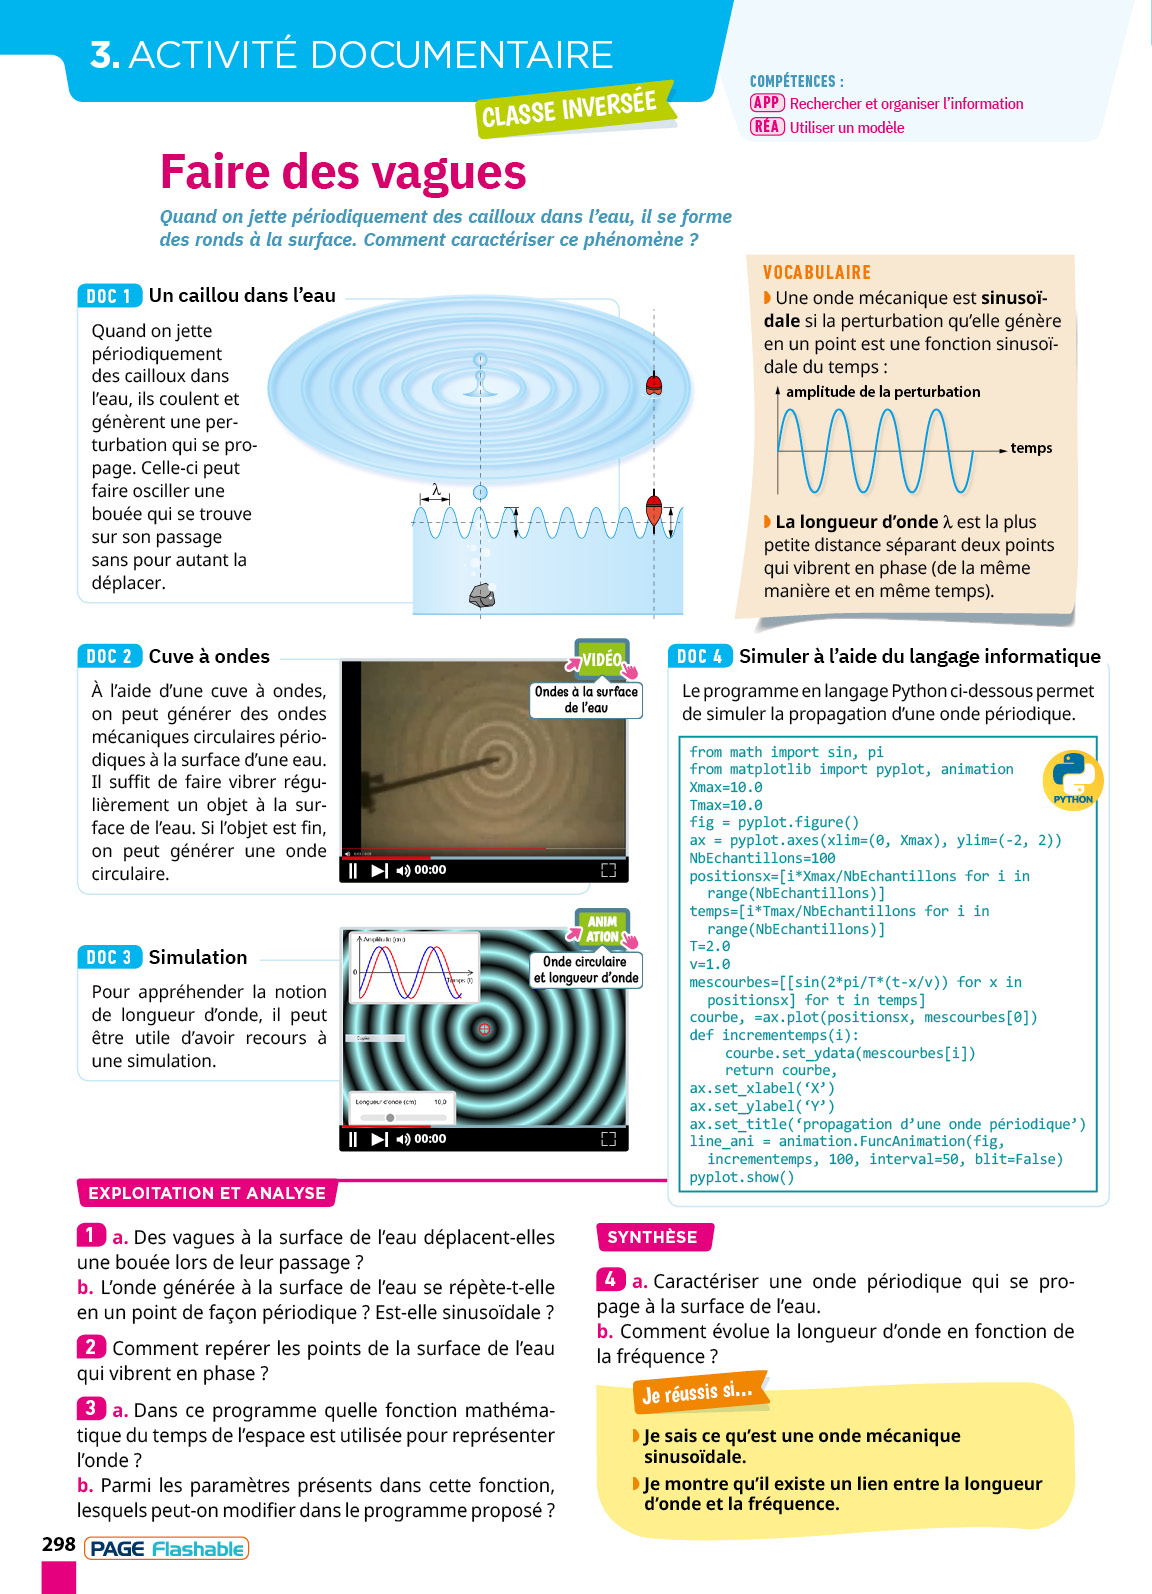 3. ACTIVITÉ DOCUMENTAIRE
CLASSE INVERSÉE
COMPÉTENCES :
APP Rechercher et organiser l'information
RÉA Utiliser un modèle
Faire des vagues
Quand on jette périodiquement des cailloux dans l'eau, il se forme
des ronds à la surface. Comment caractériser ce phénomène ?
DOC 1 Un caillou dans l'eau
Quand on jette
périodiquement
des cailloux dans
l'eau, ils coulent et
génèrent une per-
turbation qui se pro-
page. Celle-ci peut
faire osciller une
bouée qui se trouve
sur son passage
sans pour autant la
déplacer.
λ
VOCABULAIRE
Une onde mécanique est sinusoï-
dale si la perturbation qu'elle génère
en un point est une fonction sinusoï-
dale du temps :
amplitude de la perturbation
temps
La longueur d'onde λ est la plus
petite distance séparant deux points
qui vibrent en phase (de la même
manière et en même temps).
DOC 2 Cuve à ondes
À l'aide d'une cuve à ondes,
on peut générer des ondes
mécaniques circulaires pério-
diques à la surface d'une eau.
Il suffit de faire vibrer régu-
lièrement un objet à la sur-
face de l'eau. Si l'objet est fin,
on peut générer une onde
circulaire.
VIDÉO
Ondes à la surface
de l'eau
00:00
DOC 3 Simulation
Pour appréhender la notion
de longueur d'onde, il peut
être utile d'avoir recours à
une simulation.
ANIM
ATION
Onde circulaire
et longueur d'onde
Amplitude (cm)
0
Temps (t)
Longueur d'onde (cm) 10,0
00:00
DOC 4 Simuler à l'aide du langage informatique
Le programme en langage Python ci-dessous permet
de simuler la propagation d'une onde périodique.
PYTHON
from math import sin, pi
from matplotlib import pyplot, animation
Xmax=10.0
Tmax=10.0
fig = pyplot.figure()
ax = pyplot.axes(xlim=(0, Xmax), ylim=(-2, 2))
NbEchantillons=100
positionsx=[i*Xmax/NbEchantillons for i in
range(NbEchantillons)]
temps=[i*Tmax/NbEchantillons for i in
range(NbEchantillons)]
T=2.0
v=1.0
mescourbes=[[sin(2*pi/T*(t-x/v)) for x in
positionsx] for t in temps]
courbe, =ax.plot(positionsx, mescourbes[0])
def incrementemps(i):
courbe.set_ydata(mescourbes[i])
return courbe,
ax.set_xlabel('X')
ax.set_ylabel('Y')
ax.set_title('propagation d'une onde périodique')
line_ani = animation.FuncAnimation(fig,
incrementemps, 100, interval=50, blit=False)
pyplot.show()
EXPLOITATION ET ANALYSE
1 a. Des vagues à la surface de l'eau déplacent-elles
une bouée lors de leur passage ?
b. L'onde générée à la surface de l'eau se répète-t-elle
en un point de façon périodique ? Est-elle sinusoïdale ?
2 Comment repérer les points de la surface de l'eau
qui vibrent en phase ?
3 a. Dans ce programme quelle fonction mathéma-
tique du temps de l'espace est utilisée pour représenter
l'onde ?
b. Parmi les paramètres présents dans cette fonction,
lesquels peut-on modifier dans le programme proposé ?
SYNTHÈSE
4 a. Caractériser une onde périodique qui se pro-
page à la surface de l'eau.
b. Comment évolue la longueur d'onde en fonction de
la fréquence ?
Je réussis si...
Je sais ce qu'est une onde mécanique
sinusoïdale.
Je montre qu'il existe un lien entre la longueur
d'onde et la fréquence.
298 PAGE Flashable